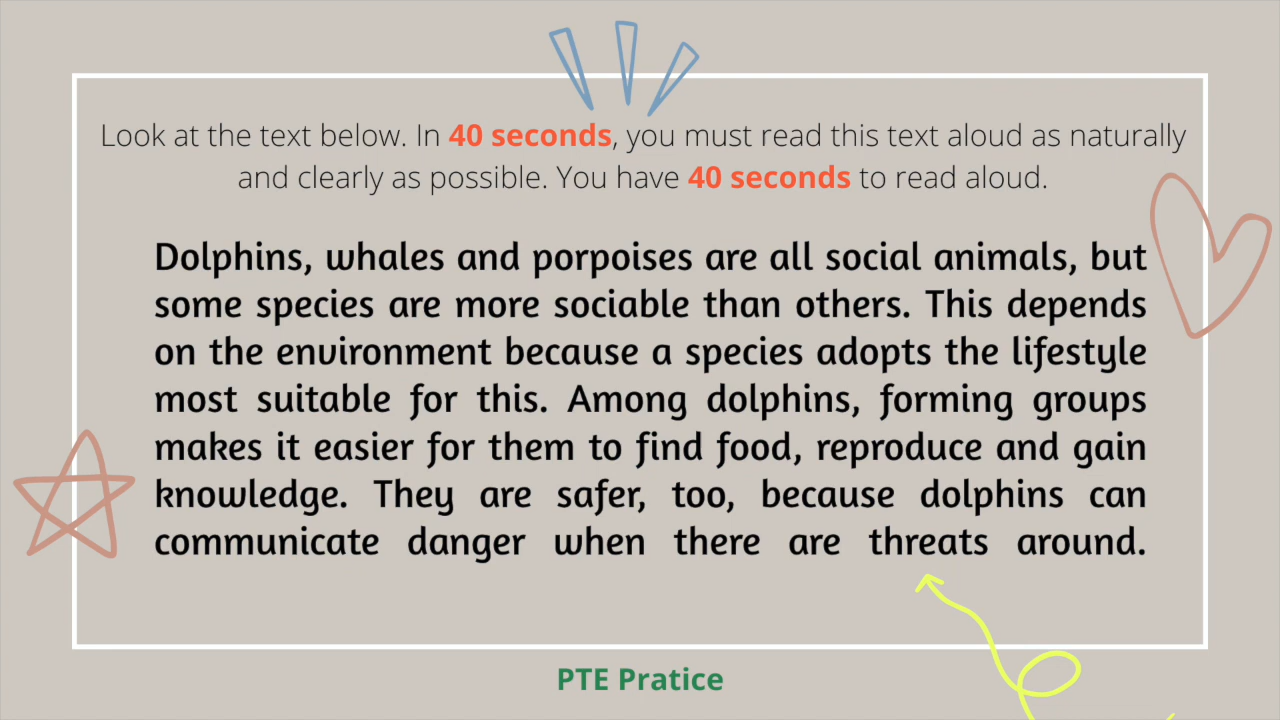 Look at the text below. In 40 seconds, you must read this text aloud as naturally
and clearly as possible. You have 40 seconds to read aloud.
Dolphins, whales and porpoises are all social animals, but
some species are more sociable than others. This depends
on the environment because a species adopts the lifestyle
most suitable for this. Among dolphins, forming groups
makes it easier for them to find food, reproduce and gain
knowledge. They are safer, too, because dolphins can
communicate danger when there are threats around.
PTE Pratice